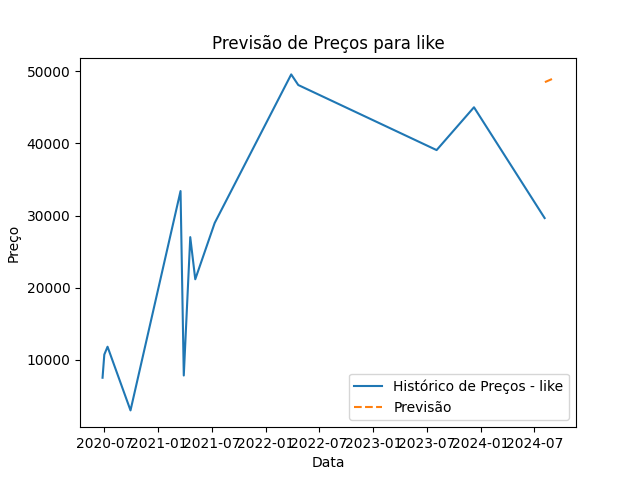 Previsão de Preços para like
Preço
50000
40000
30000
20000
10000
Histórico de Preços - like
Previsão
2020-07 2021-01 2021-07 2022-01 2022-07 2023-01 2023-07 2024-01 2024-07
Data